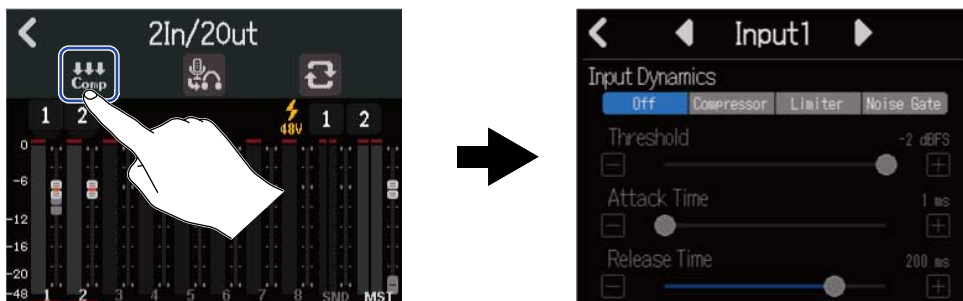 2In/2Out
Comp
1 2 48V 1 2
0
-6
-12
-16
-20
-48 1 2 3 4 5 6 7 8 SND MST
Input1
Input Dynamics
Off Compressor Limiter Noise Gate
Threshold -2 dBFS
Attack Time 1 ms
Release Time 200 ms